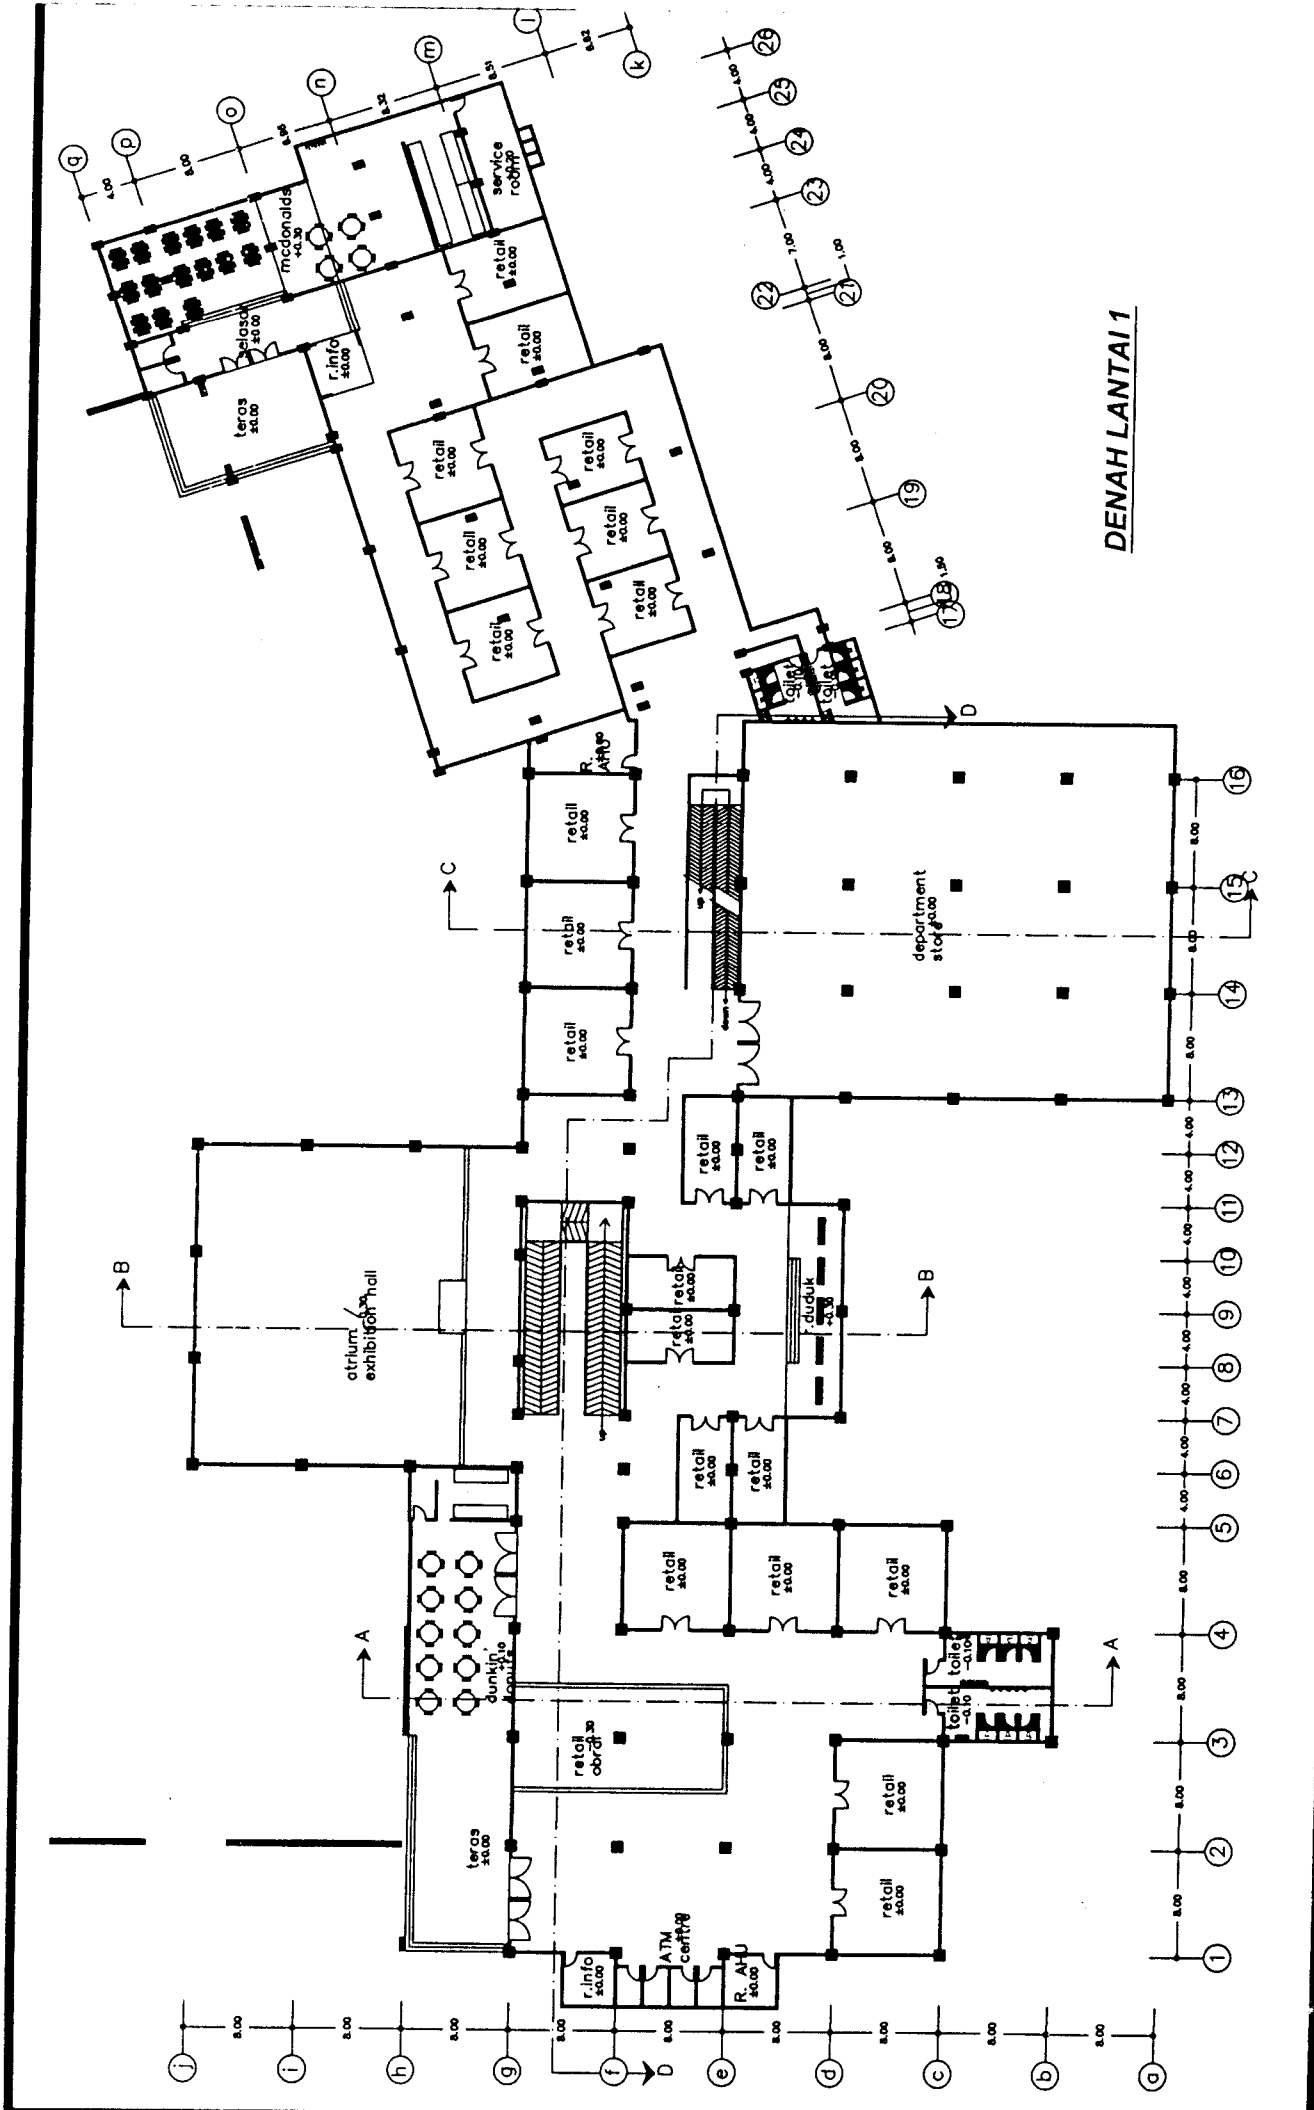 DENAH LANTAI 1
q
p
o
n
m
l
k
4.00
8.00
8.90
8.32
8.51
6.82
26
25
24
23
22
21
20
19
18
17
4.00
4.00
4.00
7.00
1.00
8.00
8.00
8.00
1.50
mcdonalds
+0.30
service
room
selasar
±0.00
r.info
±0.00
teras
±0.00
retail
±0.00
retail
±0.00
retail
±0.00
retail
±0.00
retail
±0.00
retail
±0.00
retail
±0.00
retail
±0.00
toilet
toilet
D
R. AHU
retail
±0.00
retail
±0.00
retail
±0.00
up
down
department
store
±0.00
C
C
16
15
14
13
12
11
10
9
8
7
6
5
4
3
2
1
8.00
8.00
8.00
4.00
4.00
4.00
4.00
4.00
4.00
4.00
4.00
8.00
8.00
8.00
8.00
atrium /
exhibition hall
B
B
up
retail
±0.00
retail
±0.00
retail
±0.00
retail
±0.00
r.duduk
+0.30
retail
±0.00
retail
±0.00
retail
±0.00
retail
±0.00
retail
±0.00
A
A
dunkin'
donuts
+0.10
toilet
-0.10
toilet
-0.10
retail
obral
-0.30
teras
±0.00
retail
±0.00
retail
±0.00
r.info
±0.00
ATM
centre
R. AHU
±0.00
D
j
i
h
g
f
e
d
c
b
a
8.00
8.00
8.00
8.00
8.00
8.00
8.00
8.00
8.00